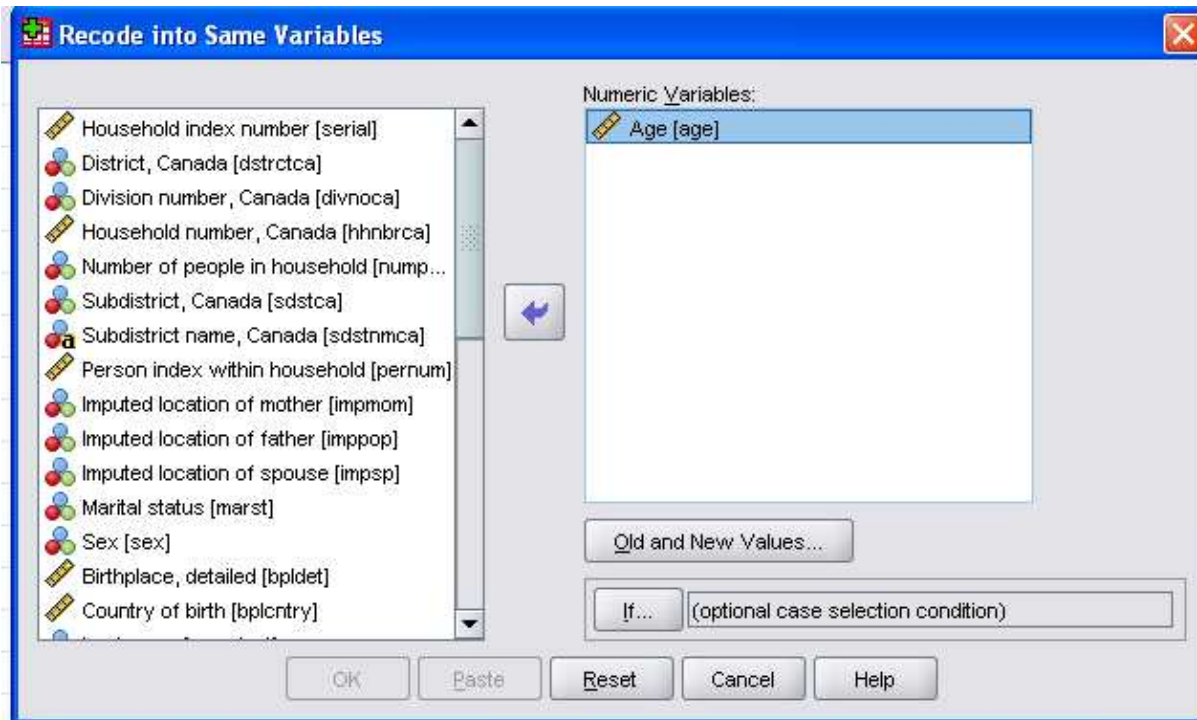 Recode into Same Variables
Household index number [serial]
District, Canada [dstrctca]
Division number, Canada [divnoca]
Household number, Canada [hhnbrca]
Number of people in household [nump...
Subdistrict, Canada [sdstca]
Subdistrict name, Canada [sdstnmca]
Person index within household [pernum]
Imputed location of mother [impmom]
Imputed location of father [imppop]
Imputed location of spouse [impsp]
Marital status [marst]
Sex [sex]
Birthplace, detailed [bpldet]
Country of birth [bplcntry]
Numeric Variables:
Age [age]
Old and New Values...
If... (optional case selection condition)
OK Paste Reset Cancel Help